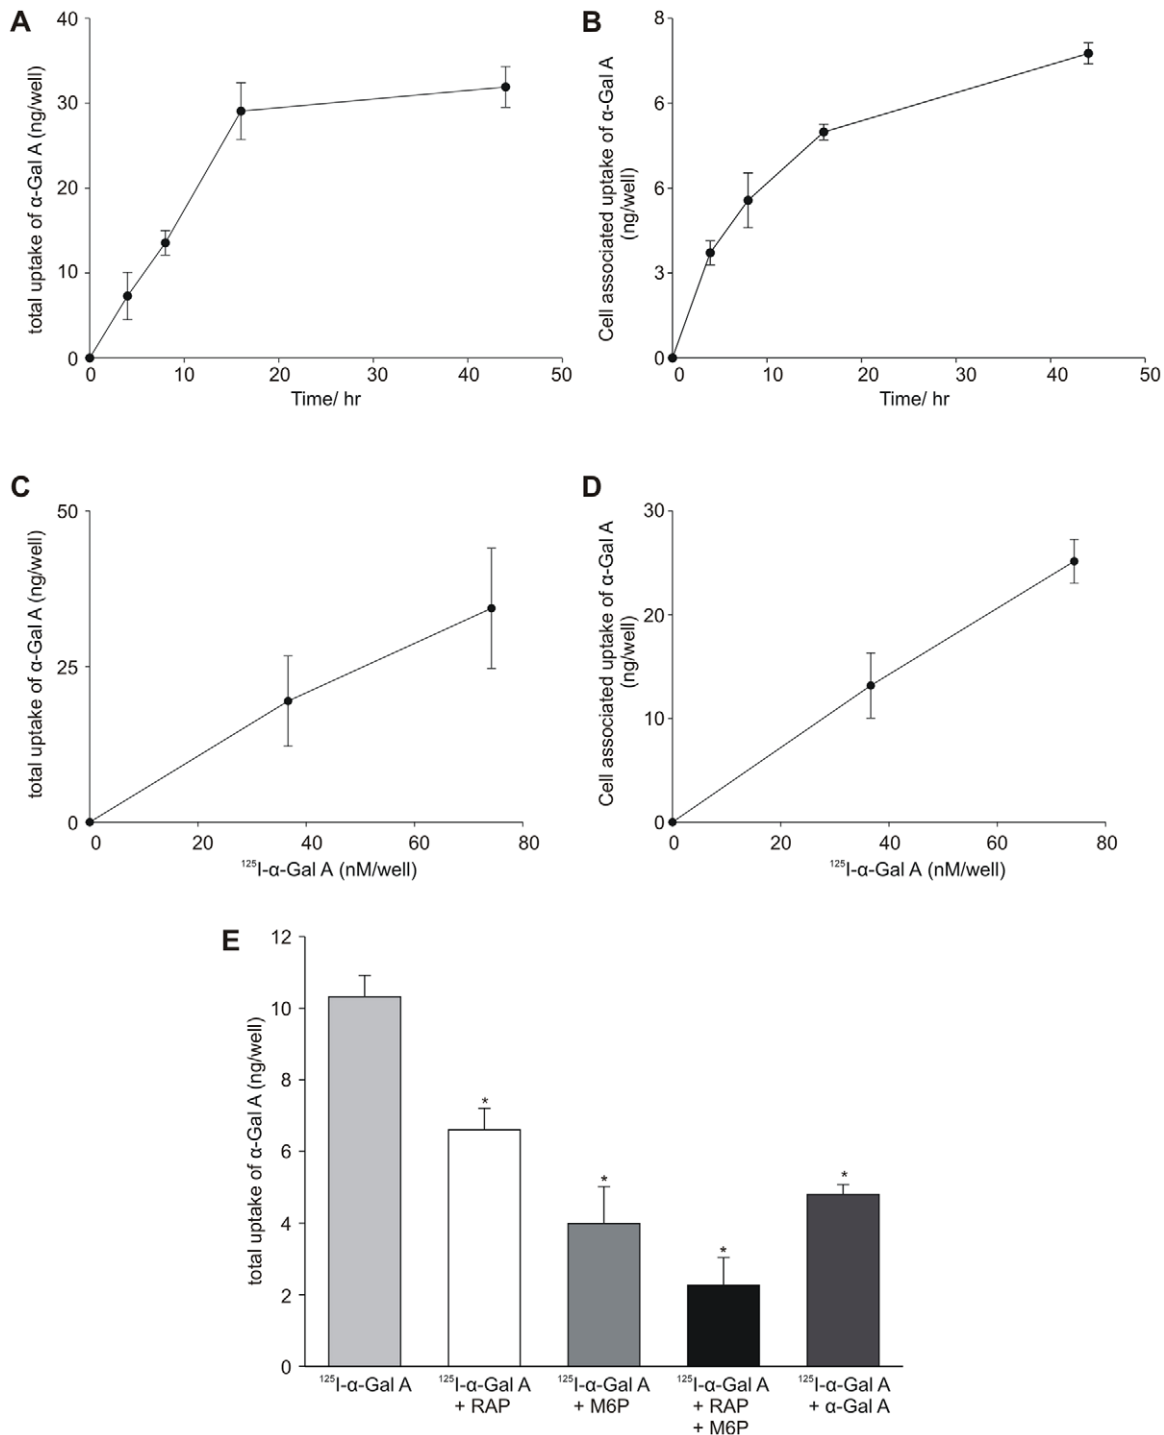 A
40
30
20
10
0
total uptake of α-Gal A (ng/well)
0 10 20 30 40 50
Time/ hr
B
8
6
6
3
0
Cell associated uptake of α-Gal A
(ng/well)
0 10 20 30 40 50
Time/ hr
C
50
25
0
total uptake of α-Gal A (ng/well)
0 20 40 60 80
¹²⁵I-α-Gal A (nM/well)
D
30
20
10
0
Cell associated uptake of α-Gal A
(ng/well)
0 20 40 60 80
¹²⁵I-α-Gal A (nM/well)
E
12
10
8
6
4
2
0
total uptake of α-Gal A (ng/well)
*
*
*
*
¹²⁵I-α-Gal A
¹²⁵I-α-Gal A
+ RAP
¹²⁵I-α-Gal A
+ M6P
¹²⁵I-α-Gal A
+ RAP
+ M6P
¹²⁵I-α-Gal A
+ α-Gal A